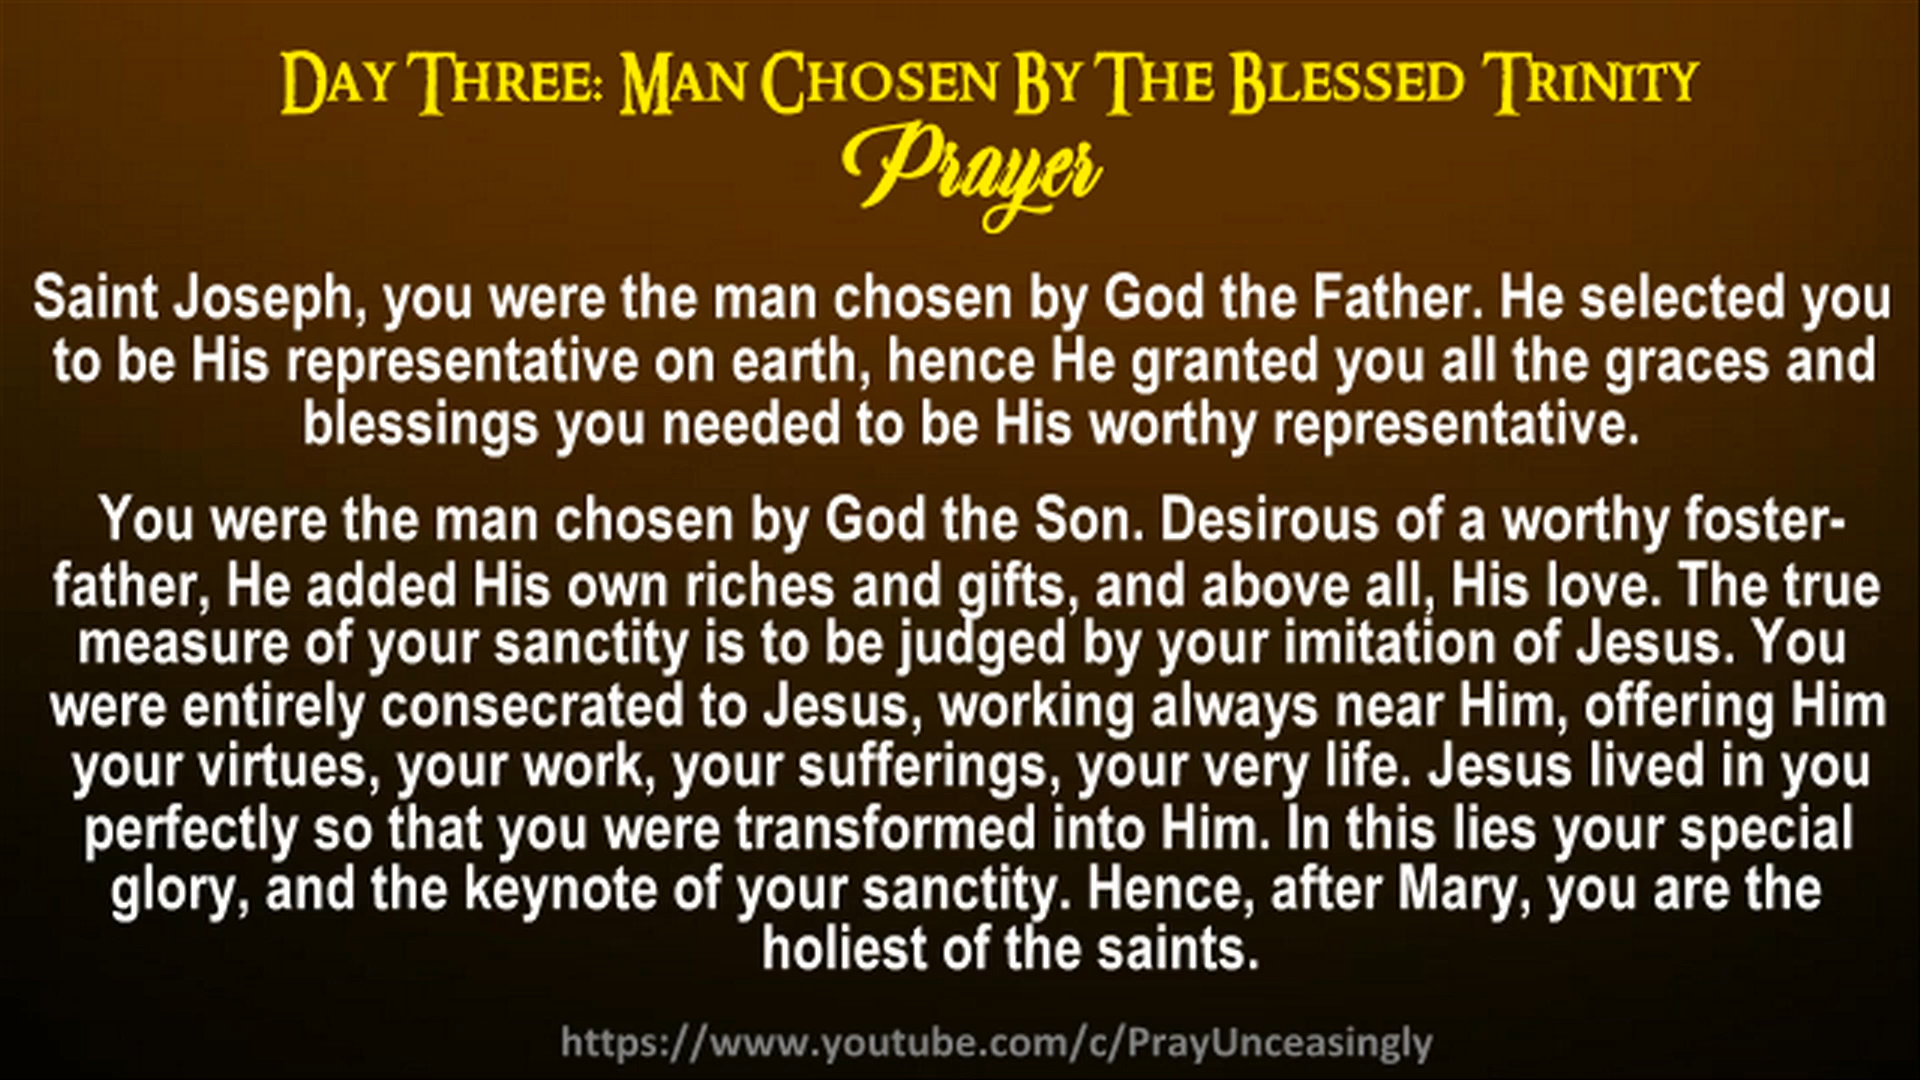 Day Three: Man Chosen By The Blessed Trinity
Prayer
Saint Joseph, you were the man chosen by God the Father. He selected you
to be His representative on earth, hence He granted you all the graces and
blessings you needed to be His worthy representative.
You were the man chosen by God the Son. Desirous of a worthy foster-
father, He added His own riches and gifts, and above all, His love. The true
measure of your sanctity is to be judged by your imitation of Jesus. You
were entirely consecrated to Jesus, working always near Him, offering Him
your virtues, your work, your sufferings, your very life. Jesus lived in you
perfectly so that you were transformed into Him. In this lies your special
glory, and the keynote of your sanctity. Hence, after Mary, you are the
holiest of the saints.
https://www.youtube.com/c/PrayUnceasingly